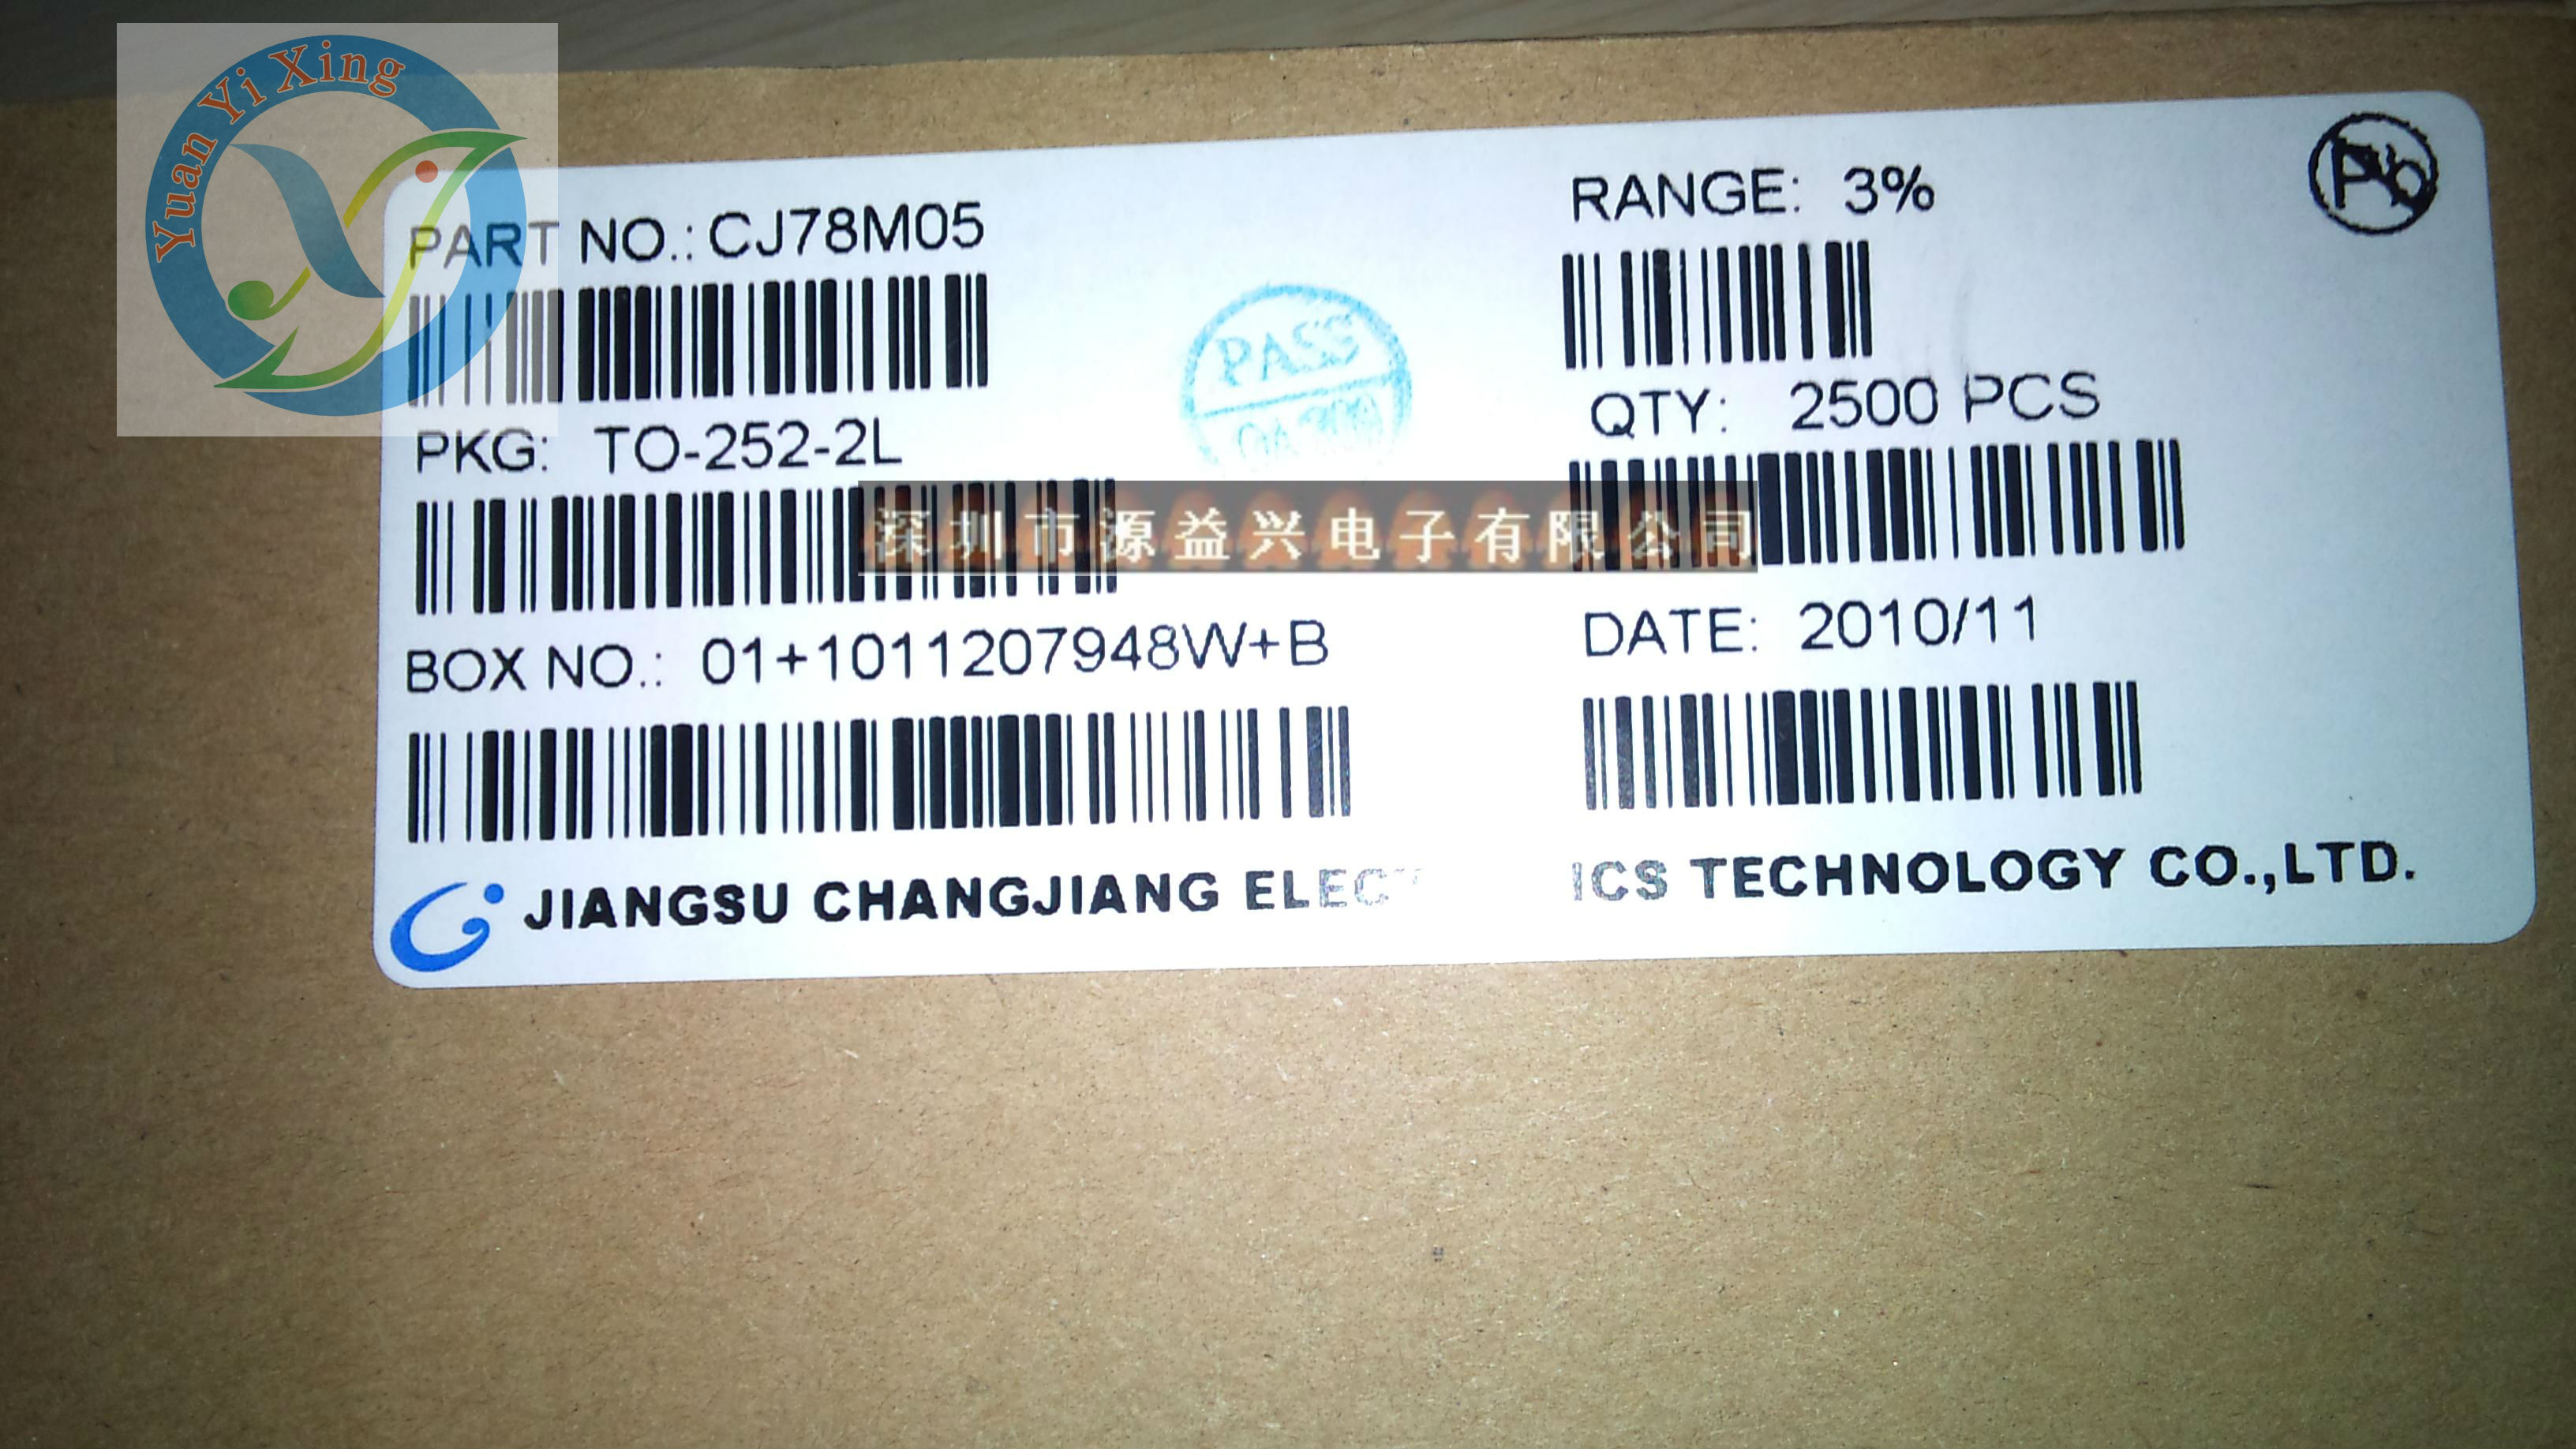 Yuan Yi Xing
PART NO.: CJ78M05
RANGE: 3%
Pb
PASS
PKG: TO-252-2L
QTY: 2500 PCS
深圳市源益兴电子有限公司
BOX NO.: 01+1011207948W+B
DATE: 2010/11
JIANGSU CHANGJIANG ICS TECHNOLOGY CO.,LTD.